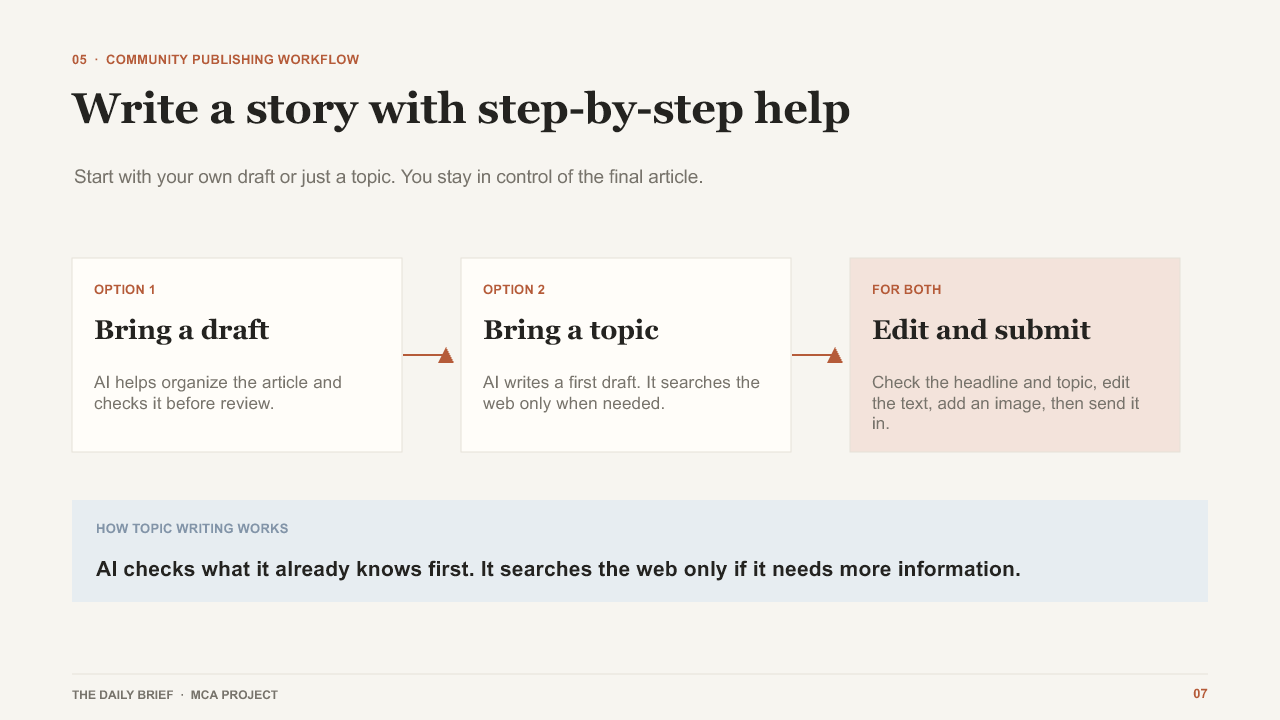 05 · COMMUNITY PUBLISHING WORKFLOW
Write a story with step-by-step help
Start with your own draft or just a topic. You stay in control of the final article.
OPTION 1
Bring a draft
AI helps organize the article and
checks it before review.
OPTION 2
Bring a topic
AI writes a first draft. It searches the
web only when needed.
FOR BOTH
Edit and submit
Check the headline and topic, edit
the text, add an image, then send it
in.
HOW TOPIC WRITING WORKS
AI checks what it already knows first. It searches the web only if it needs more information.
THE DAILY BRIEF · MCA PROJECT
07